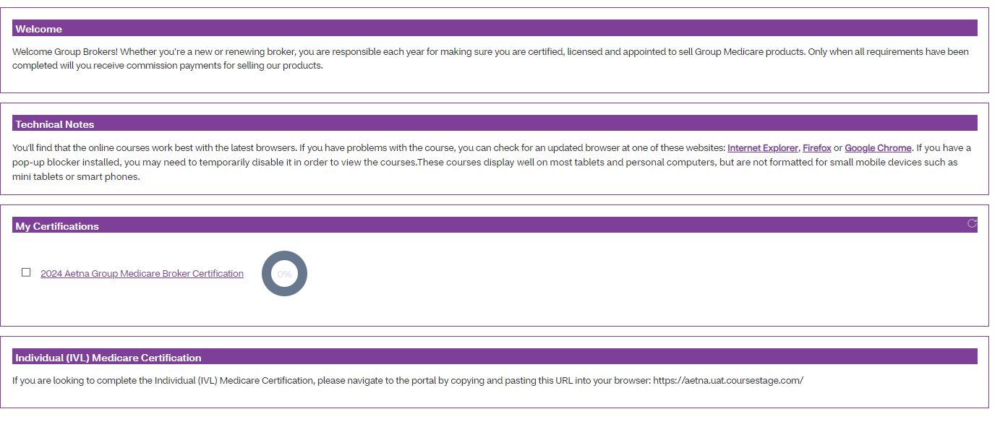 Welcome
Welcome Group Brokers! Whether you're a new or renewing broker, you are responsible each year for making sure you are certified, licensed and appointed to sell Group Medicare products. Only when all requirements have been
completed will you receive commission payments for selling our products.
Technical Notes
You'll find that the online courses work best with the latest browsers. If you have problems with the course, you can check for an updated browser at one of these websites: Internet Explorer, Firefox or Google Chrome. If you have a
pop-up blocker installed, you may need to temporarily disable it in order to view the courses.These courses display well on most tablets and personal computers, but are not formatted for small mobile devices such as
mini tablets or smart phones.
My Certifications
2024 Aetna Group Medicare Broker Certification
0%
Individual (IVL) Medicare Certification
If you are looking to complete the Individual (IVL) Medicare Certification, please navigate to the portal by copying and pasting this URL into your browser: https://aetna.uat.coursestage.com/